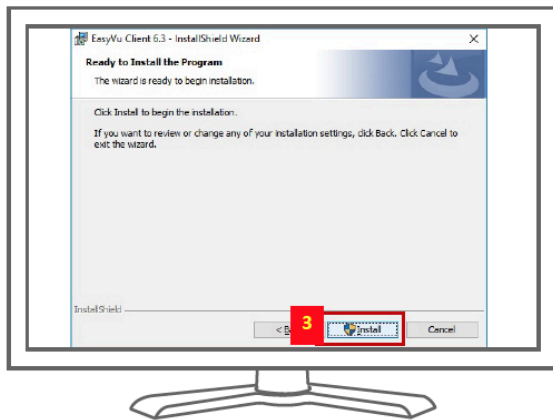 EasyVu Client 6.3 - InstallShield Wizard
Ready to Install the Program
The wizard is ready to begin installation.
Click Install to begin the installation.
If you want to review or change any of your installation settings, click Back. Click Cancel to
exit the wizard.
InstallShield
< B
3
Install
Cancel